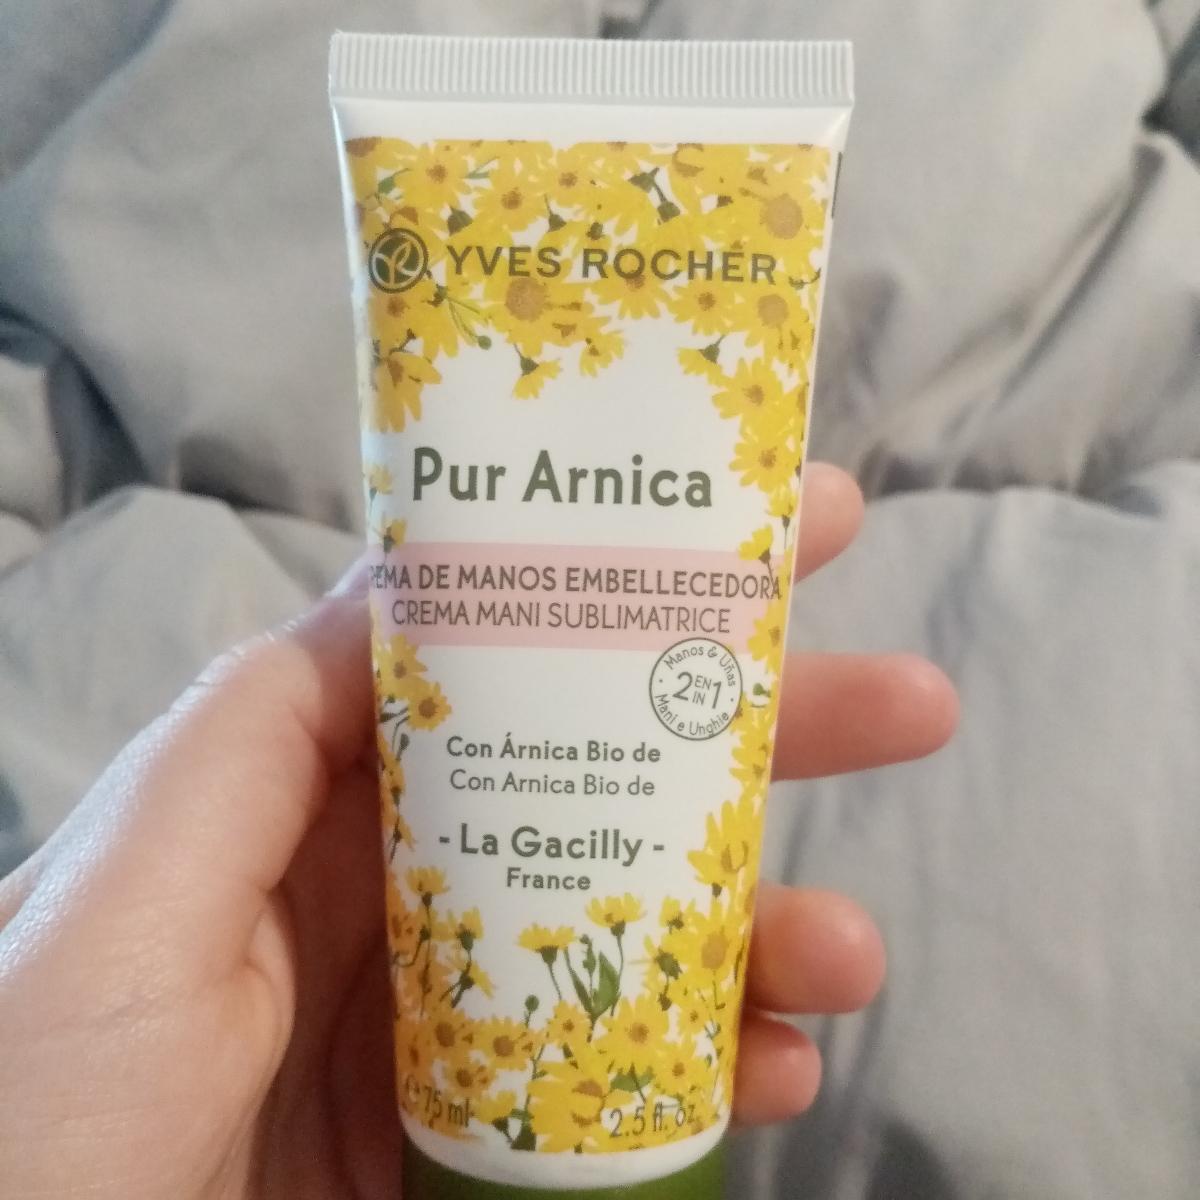 YVES ROCHER
Pur Arnica
REMA DE MANOS EMBELLECEDORA
CREMA MANI SUBLIMATRICE
Manos & Uñas
2 EN IN 1
Mani e Unghie
Con Árnica Bio de
Con Arnica Bio de
- La Gacilly -
France
e 75 ml
2.5 fl. oz.